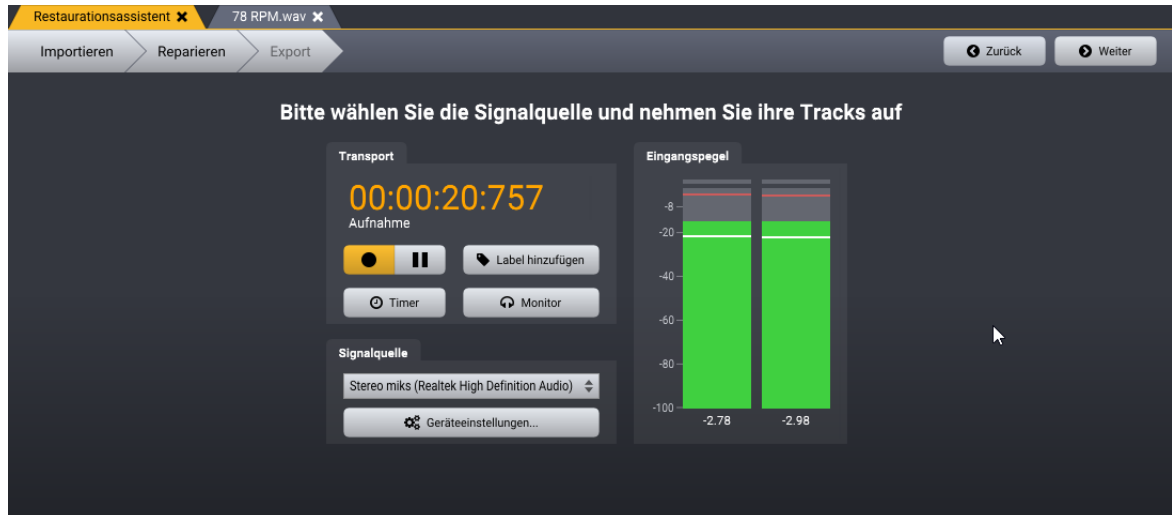 Restaurationsassistent
78 RPM.wav
Importieren
Reparieren
Export
Zurück
Weiter
Bitte wählen Sie die Signalquelle und nehmen Sie ihre Tracks auf
Transport
00:00:20:757
Aufnahme
Label hinzufügen
Timer
Monitor
Signalquelle
Stereo miks (Realtek High Definition Audio)
Geräteeinstellungen...
Eingangspegel
-8
-20
-40
-60
-80
-100
-2.78 -2.98